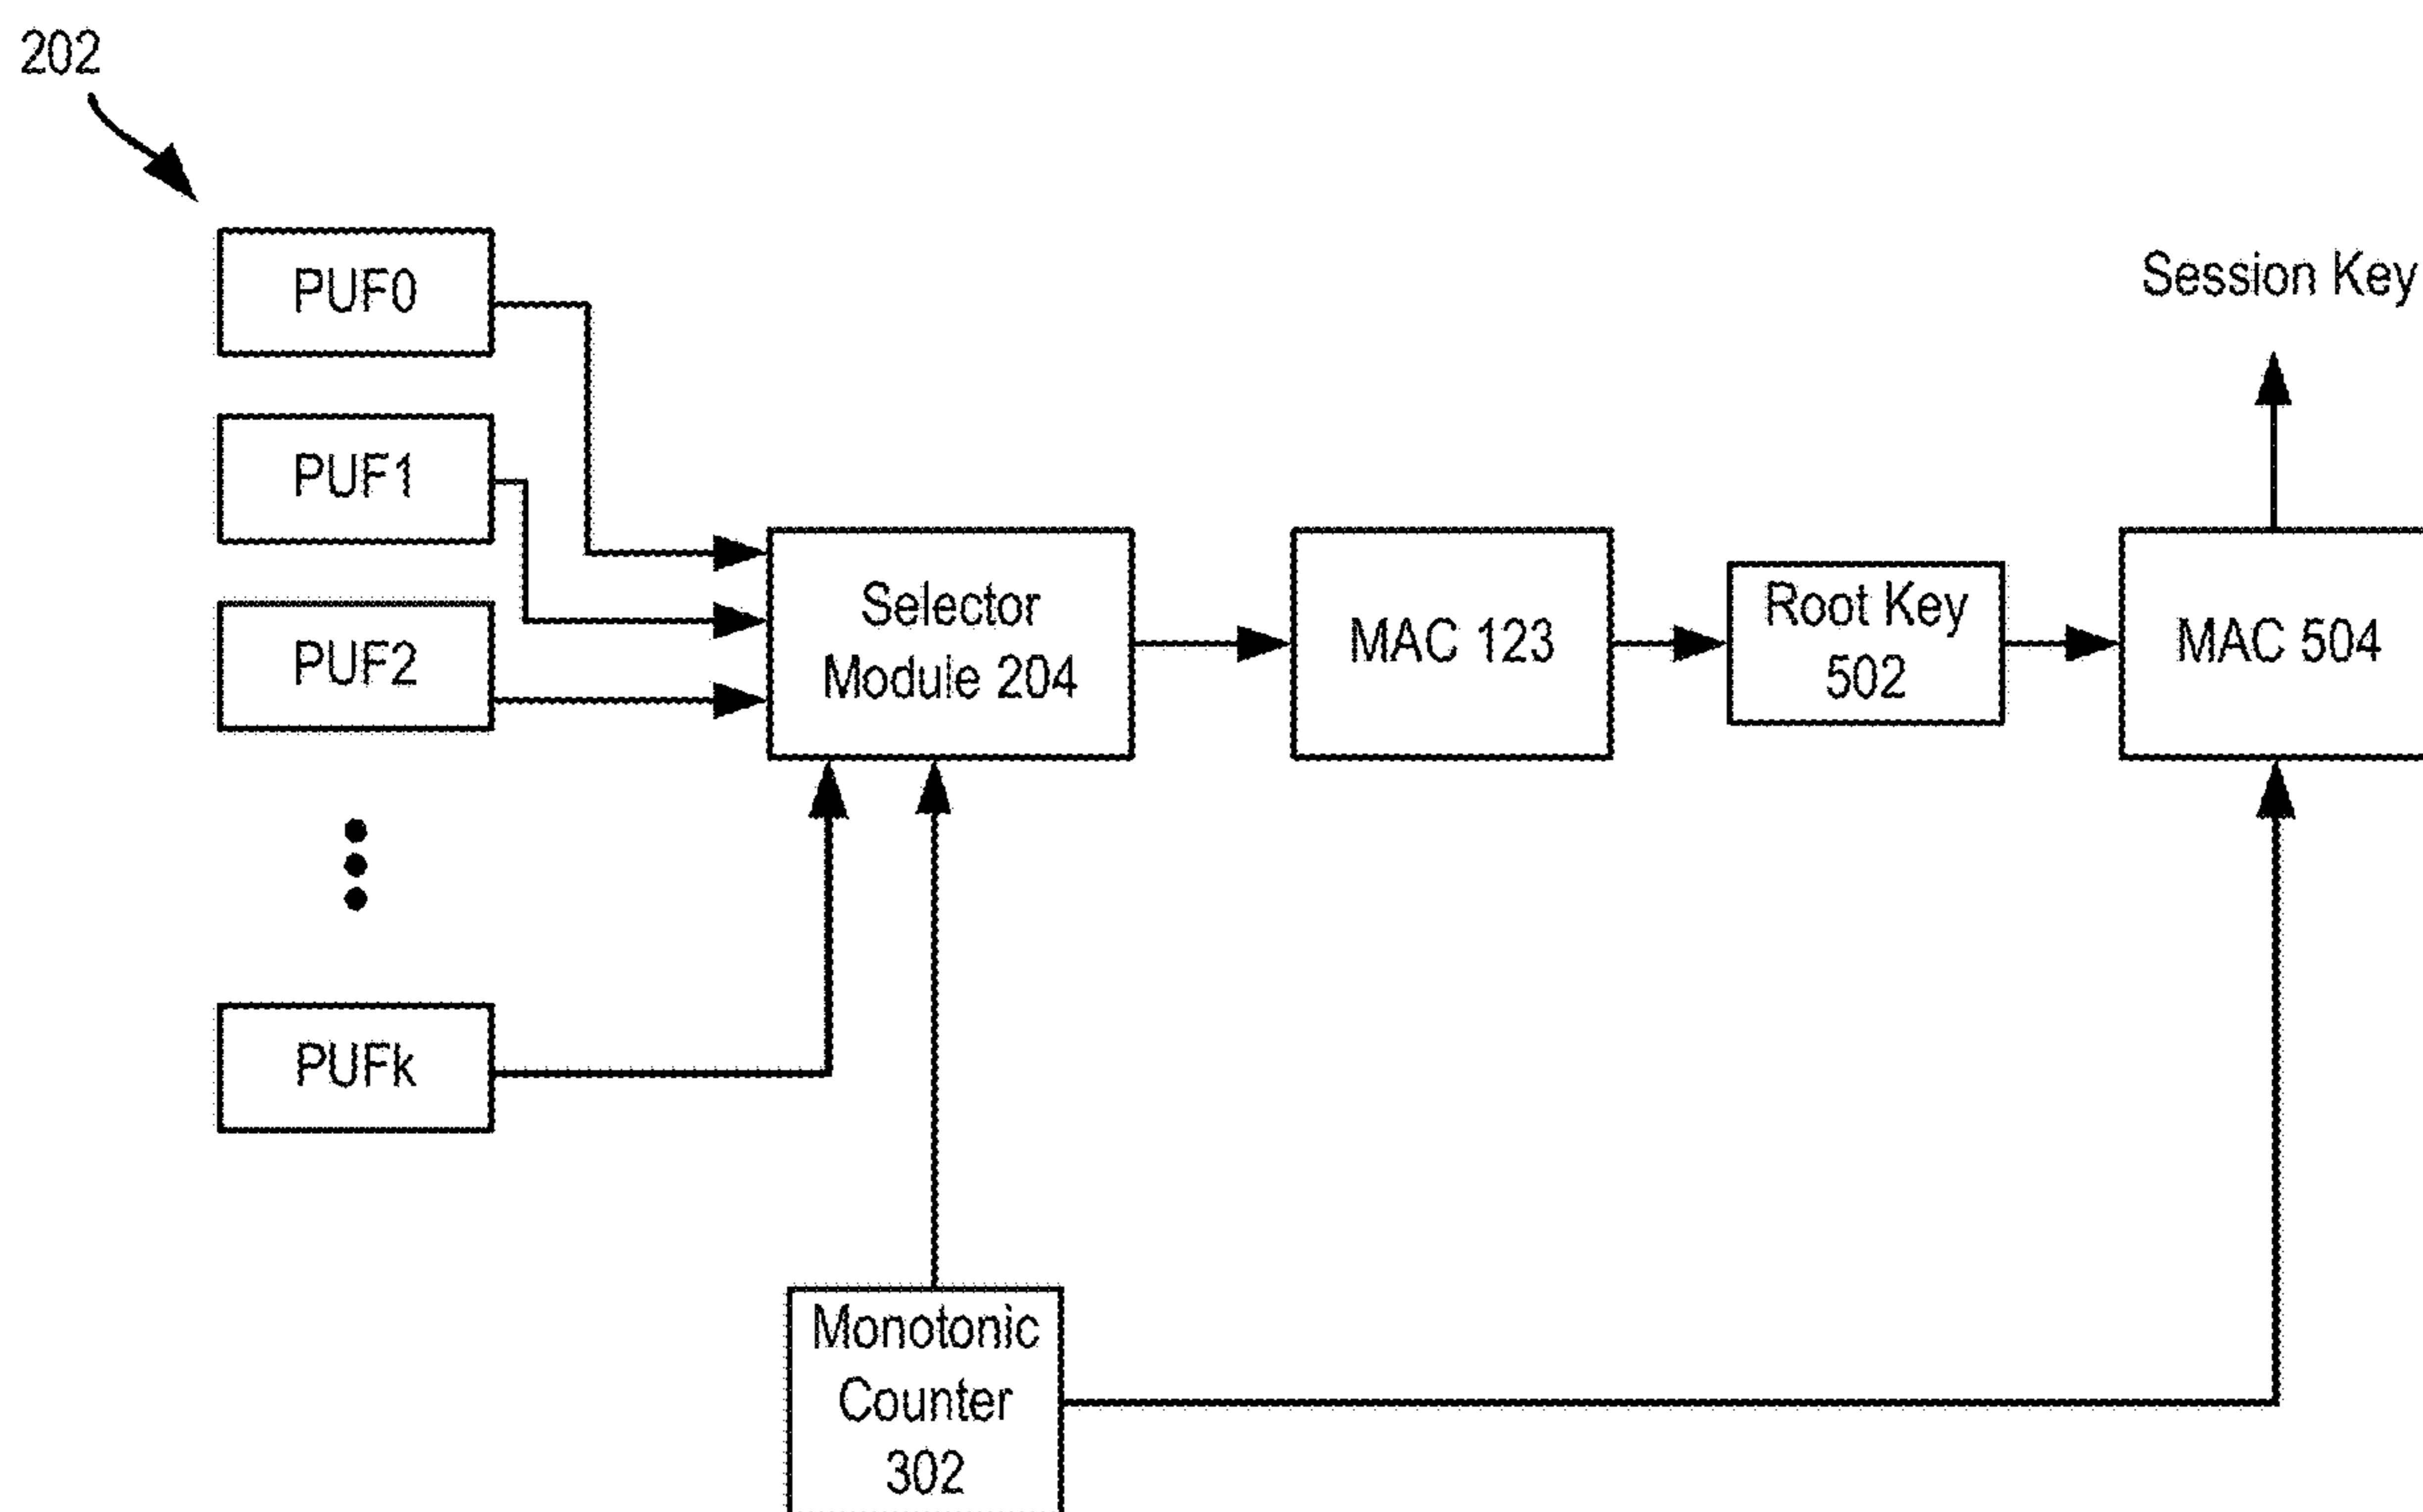 202
PUF0
PUF1
PUF2
PUFk
Selector
Module 204
MAC 123
Root Key
502
MAC 504
Session Key
Monotonic
Counter
302